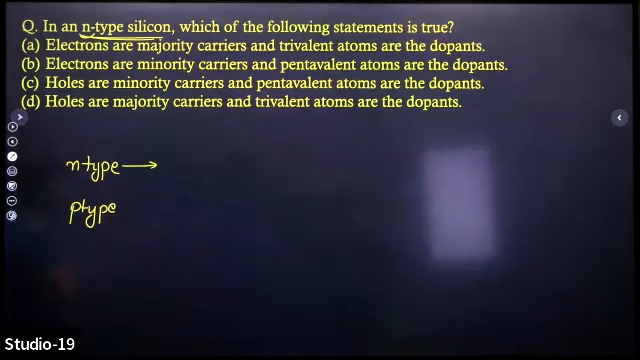 Q. In an n-type silicon, which of the following statements is true?
(a) Electrons are majority carriers and trivalent atoms are the dopants.
(b) Electrons are minority carriers and pentavalent atoms are the dopants.
(c) Holes are minority carriers and pentavalent atoms are the dopants.
(d) Holes are majority carriers and trivalent atoms are the dopants.
n type →
p type
Studio-19